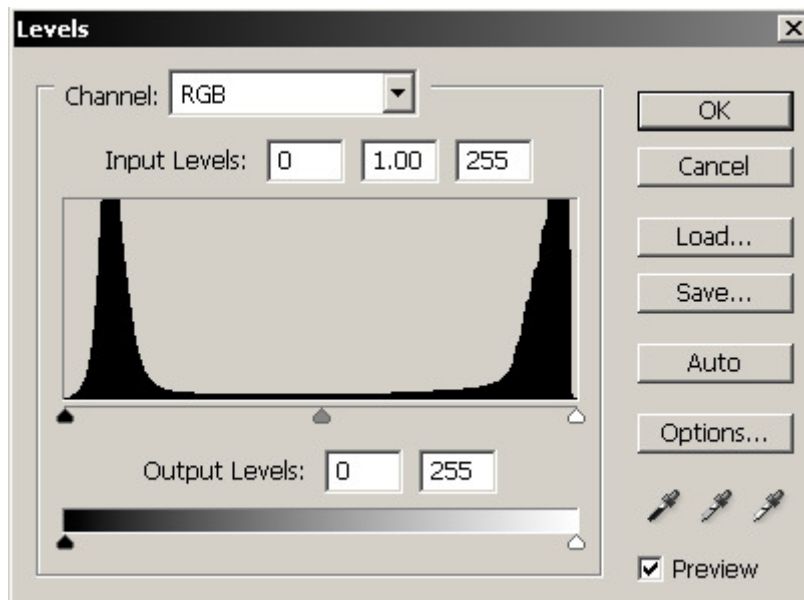 Levels
Channel: RGB
OK
Input Levels: 0 1.00 255
Cancel
Load...
Save...
Auto
Options...
Output Levels: 0 255
Preview